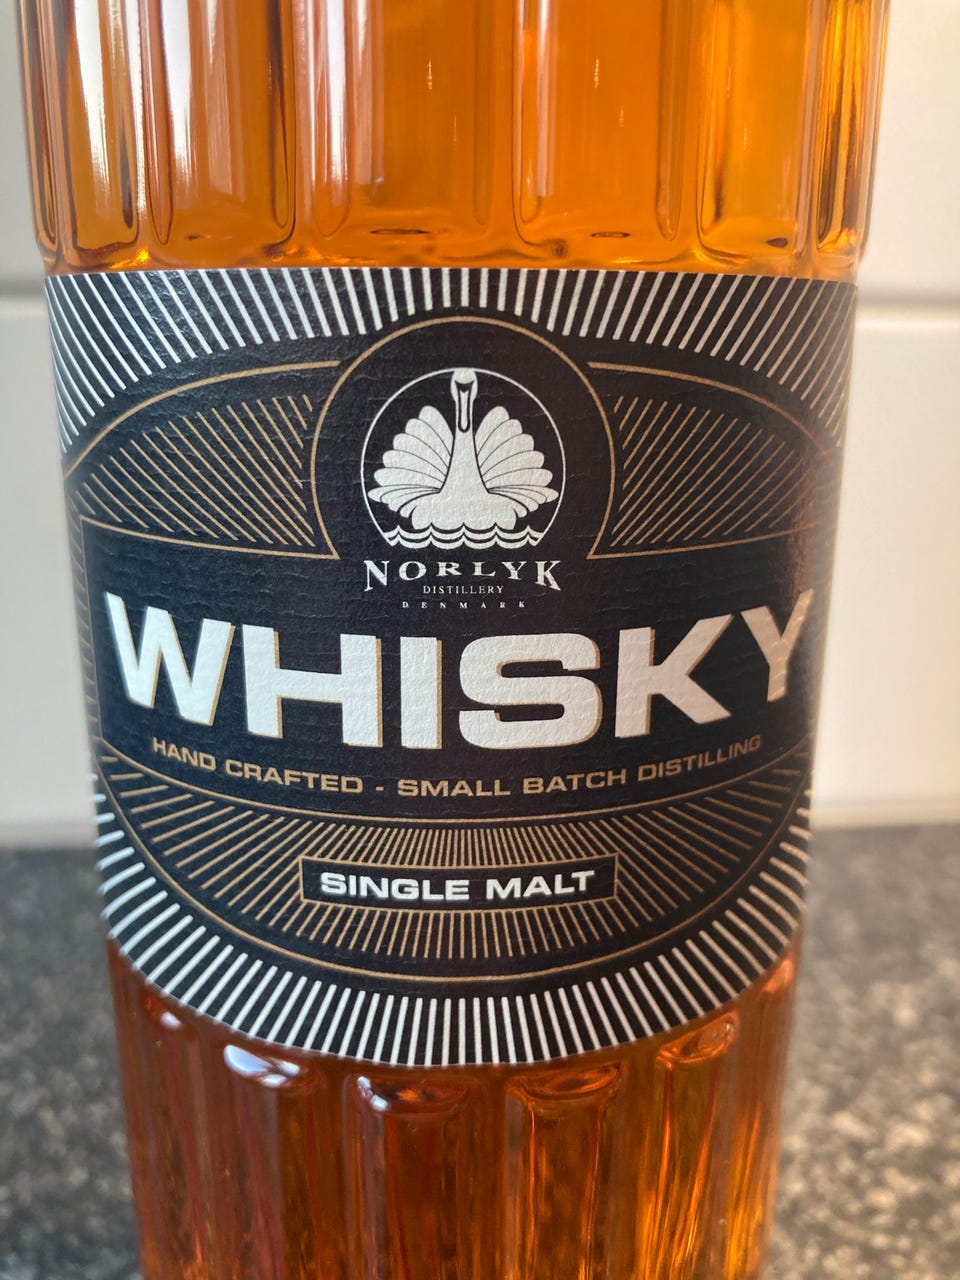 NORLYK
DISTILLERY
DENMARK
WHISKY
HAND CRAFTED - SMALL BATCH DISTILLING
SINGLE MALT